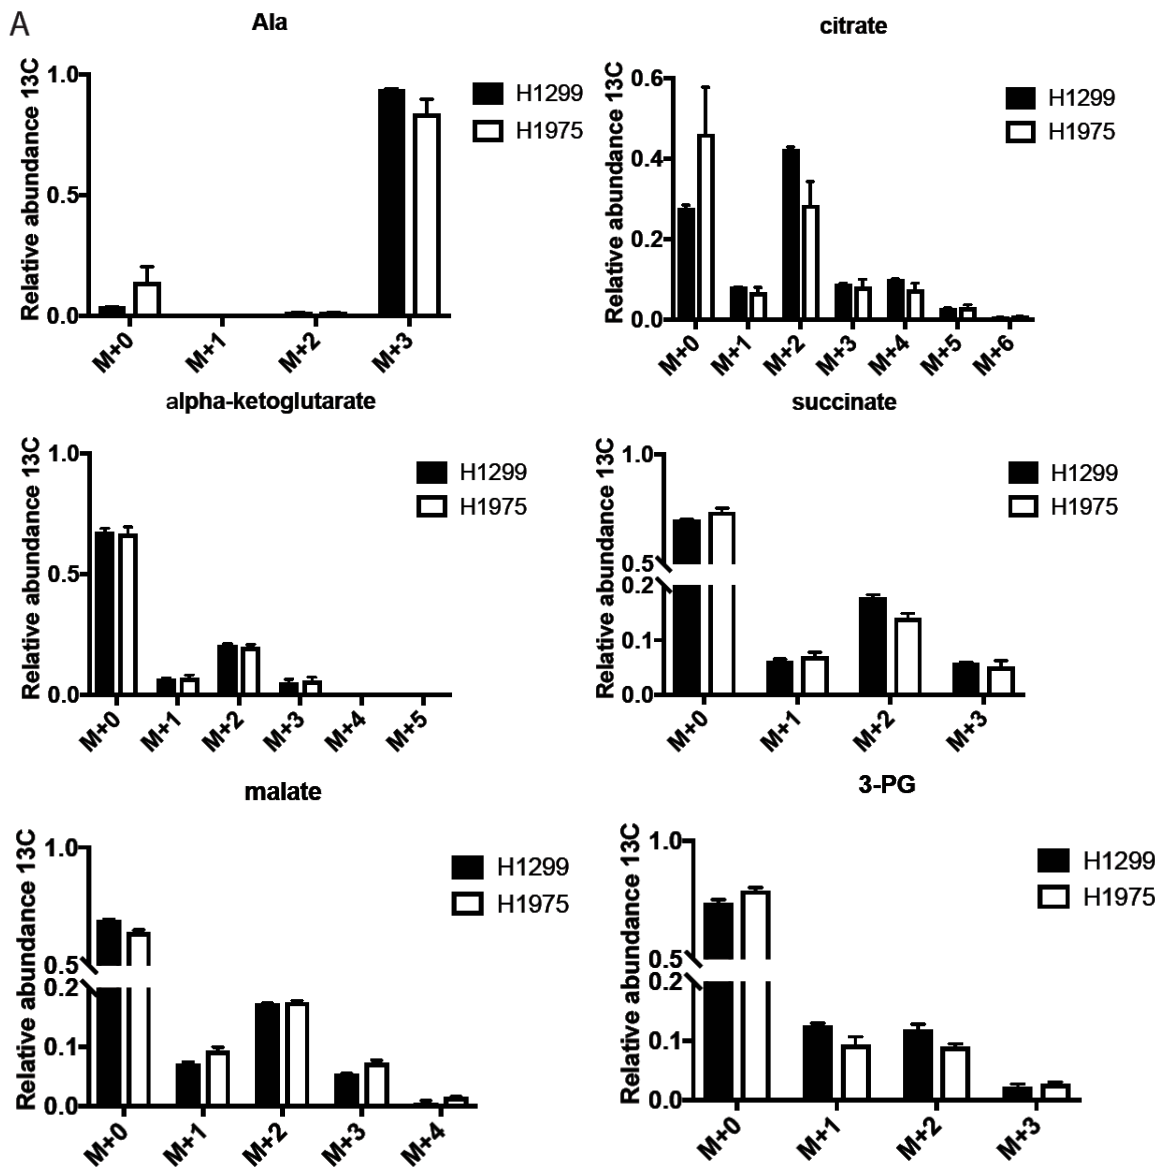 A
Ala
Relative abundance 13C
1.0
0.5
0.0
M+0 M+1 M+2 M+3
H1299
H1975
citrate
Relative abundance 13C
0.6
0.4
0.2
0.0
M+0 M+1 M+2 M+3 M+4 M+5 M+6
H1299
H1975
alpha-ketoglutarate
Relative abundance 13C
1.0
0.5
0.0
M+0 M+1 M+2 M+3 M+4 M+5
H1299
H1975
succinate
Relative abundance 13C
1.0
0.5
0.2
0.1
0.0
M+0 M+1 M+2 M+3
H1299
H1975
malate
Relative abundance 13C
1.0
0.5
0.2
0.1
0.0
M+0 M+1 M+2 M+3 M+4
H1299
H1975
3-PG
Relative abundance 13C
1.0
0.5
0.2
0.1
0.0
M+0 M+1 M+2 M+3
H1299
H1975